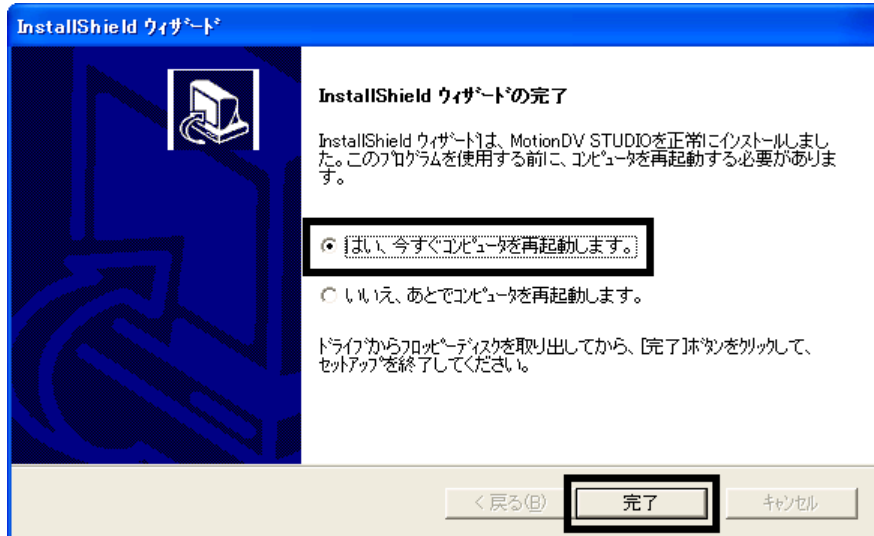 InstallShield ウィザード
InstallShield ウィザードの完了
InstallShield ウィザードは、MotionDV STUDIOを正常にインストールしまし
た。このプログラムを使用する前に、コンピュータを再起動する必要がありま
す。
はい、今すぐコンピュータを再起動します。
いいえ、あとでコンピュータを再起動します。
ドライブからフロッピーディスクを取り出してから、[完了]ボタンをクリックして、
セットアップを終了してください。
< 戻る(B)
完了
キャンセル